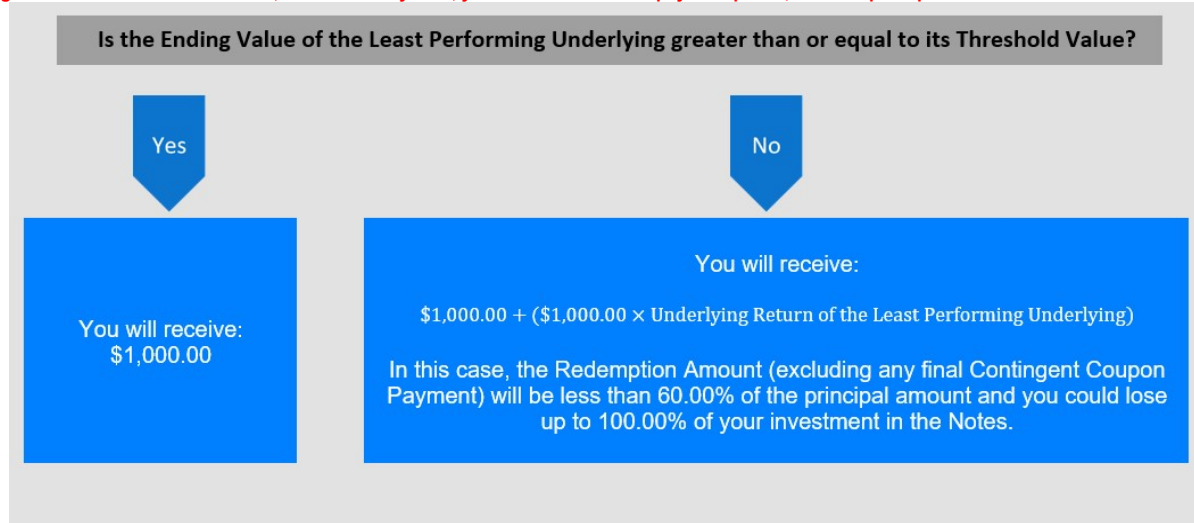 Is the Ending Value of the Least Performing Underlying greater than or equal to its Threshold Value?
Yes
No
You will receive:
$1,000.00
You will receive:
$1,000.00 + ($1,000.00 × Underlying Return of the Least Performing Underlying)
In this case, the Redemption Amount (excluding any final Contingent Coupon
Payment) will be less than 60.00% of the principal amount and you could lose
up to 100.00% of your investment in the Notes.